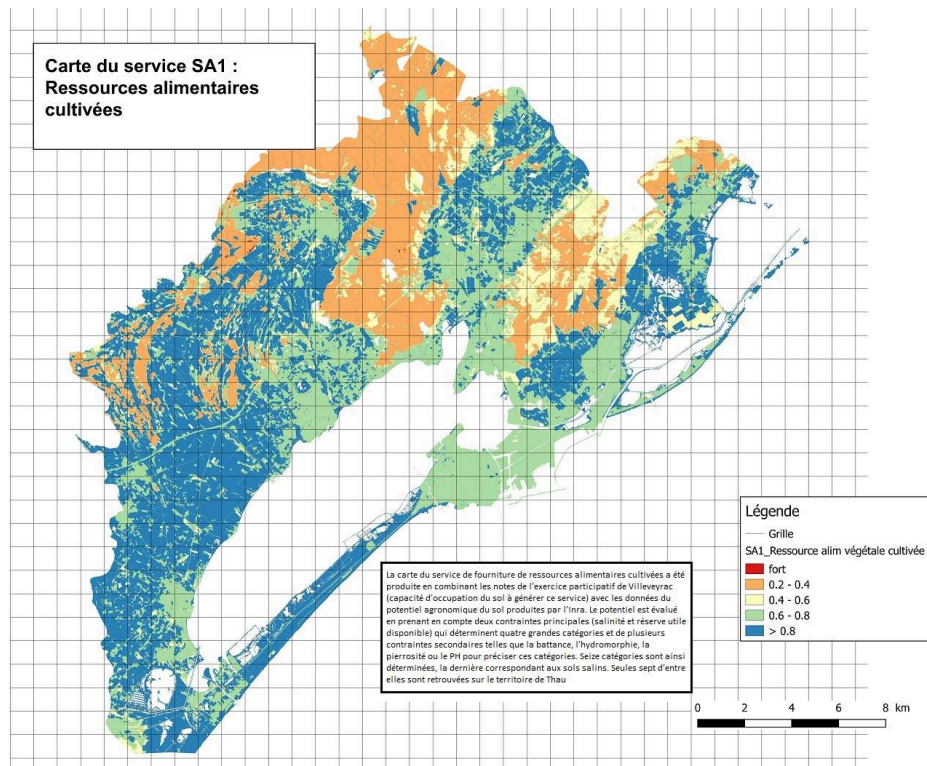 Carte du service SA1 :
Ressources alimentaires
cultivées
Légende
Grille
SA1_Ressource alim végétale cultivée
fort
0.2 - 0.4
0.4 - 0.6
0.6 - 0.8
> 0.8
La carte du service de fourniture de ressources alimentaires cultivées a été
produite en combinant les notes de l'exercice participatif de Villeveyrac
(capacité d'occupation du sol à générer ce service) avec les données du
potentiel agronomique du sol produites par l'Inra. Le potentiel est évalué
en prenant en compte deux contraintes principales (salinité et réserve utile
disponible) qui déterminent quatre grandes catégories et de plusieurs
contraintes secondaires telles que la battance, l'hydromorphie, la
pierrosité ou le PH pour préciser ces catégories. Seize catégories sont ainsi
déterminées, la dernière correspondant aux sols salins. Seules sept d'entre
elles sont retrouvées sur le territoire de Thau
0 2 4 6 8 km